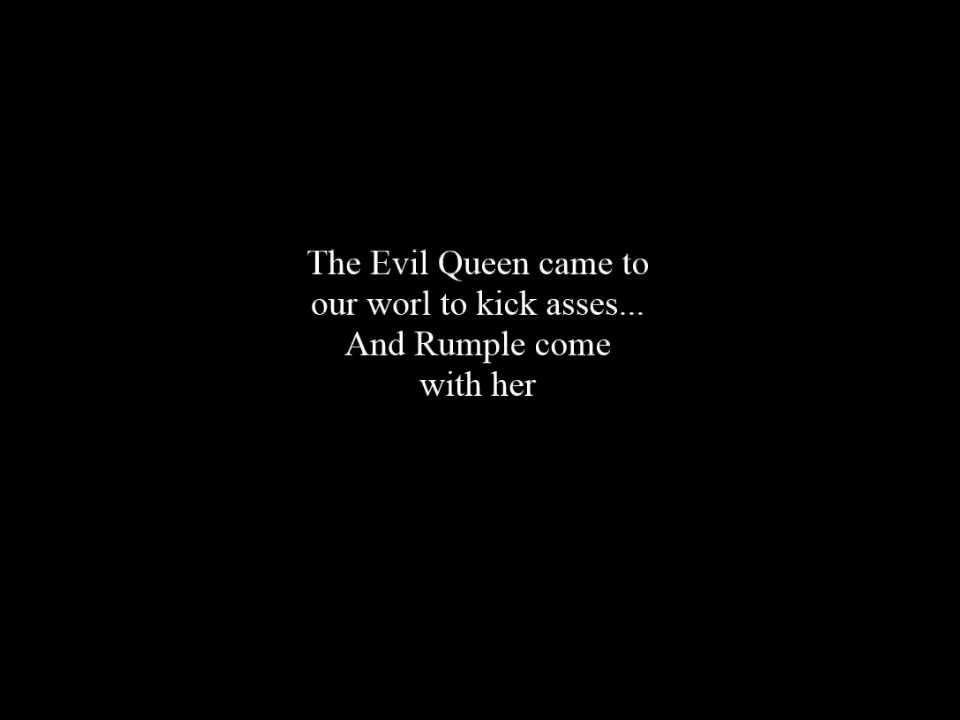 The Evil Queen came to
our worl to kick asses...
And Rumple come
with her